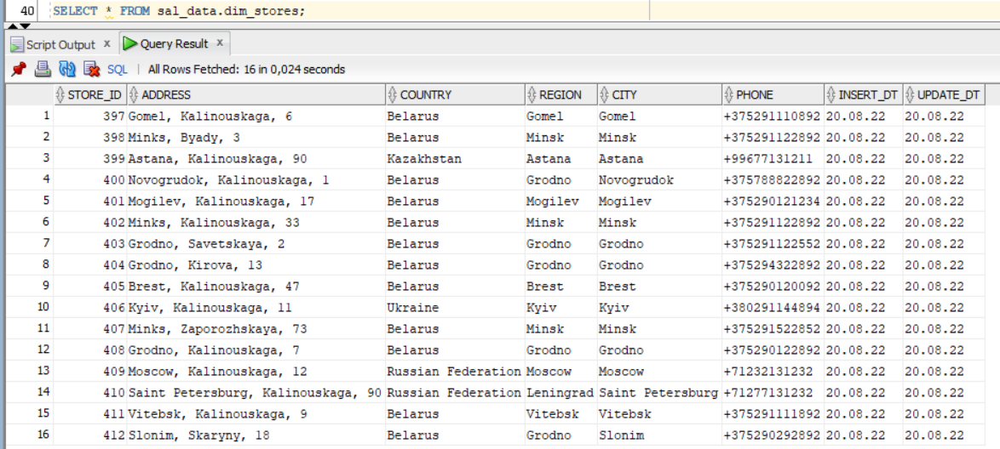 40 SELECT * FROM sal_data.dim_stores;
Script Output x Query Result x
SQL | All Rows Fetched: 16 in 0,024 seconds
STORE_ID ADDRESS COUNTRY REGION CITY PHONE INSERT_DT UPDATE_DT
1 397 Gomel, Kalinouskaga, 6 Belarus Gomel Gomel +375291110892 20.08.22 20.08.22
2 398 Minks, Byady, 3 Belarus Minsk Minsk +375291122892 20.08.22 20.08.22
3 399 Astana, Kalinouskaga, 90 Kazakhstan Astana Astana +99677131211 20.08.22 20.08.22
4 400 Novogrudok, Kalinouskaga, 1 Belarus Grodno Novogrudok +375788822892 20.08.22 20.08.22
5 401 Mogilev, Kalinouskaga, 17 Belarus Mogilev Mogilev +375290121234 20.08.22 20.08.22
6 402 Minks, Kalinouskaga, 33 Belarus Minsk Minsk +375291122892 20.08.22 20.08.22
7 403 Grodno, Savetskaya, 2 Belarus Grodno Grodno +375291122552 20.08.22 20.08.22
8 404 Grodno, Kirova, 13 Belarus Grodno Grodno +375294322892 20.08.22 20.08.22
9 405 Brest, Kalinouskaga, 47 Belarus Brest Brest +375290120092 20.08.22 20.08.22
10 406 Kyiv, Kalinouskaga, 11 Ukraine Kyiv Kyiv +380291144894 20.08.22 20.08.22
11 407 Minks, Zaporozhskaya, 73 Belarus Minsk Minsk +375291522852 20.08.22 20.08.22
12 408 Grodno, Kalinouskaga, 7 Belarus Grodno Grodno +375290122892 20.08.22 20.08.22
13 409 Moscow, Kalinouskaga, 12 Russian Federation Moscow Moscow +71232131232 20.08.22 20.08.22
14 410 Saint Petersburg, Kalinouskaga, 90 Russian Federation Leningrad Saint Petersburg +71277131232 20.08.22 20.08.22
15 411 Vitebsk, Kalinouskaga, 9 Belarus Vitebsk Vitebsk +375291111892 20.08.22 20.08.22
16 412 Slonim, Skaryny, 18 Belarus Grodno Slonim +375290292892 20.08.22 20.08.22